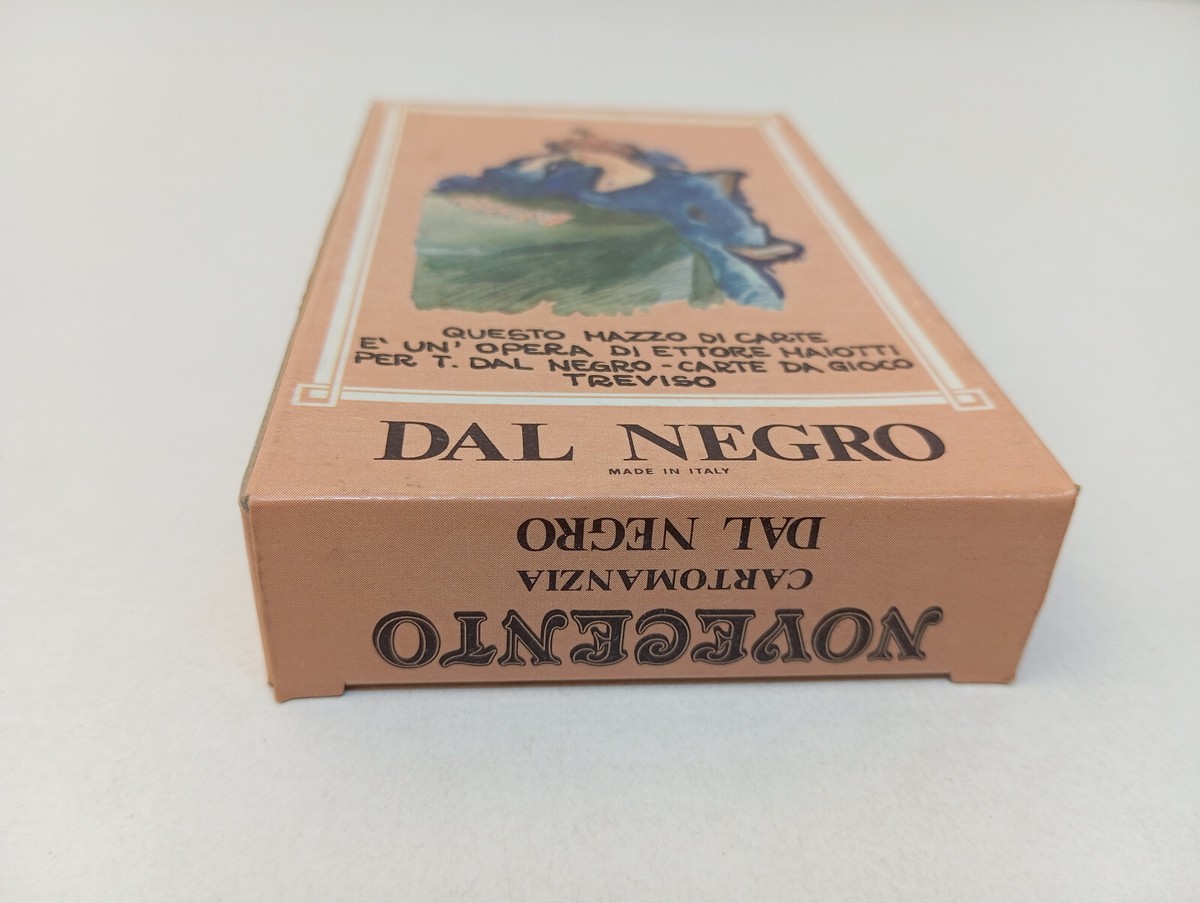 QUESTO MAZZO DI CARTE
E' UN' OPERA DI ETTORE MAIOTTI
PER T. DAL NEGRO - CARTE DA GIOCO
TREVISO
DAL NEGRO
MADE IN ITALY
NOVECENTO
CARTOMANZIA
DAL NEGRO